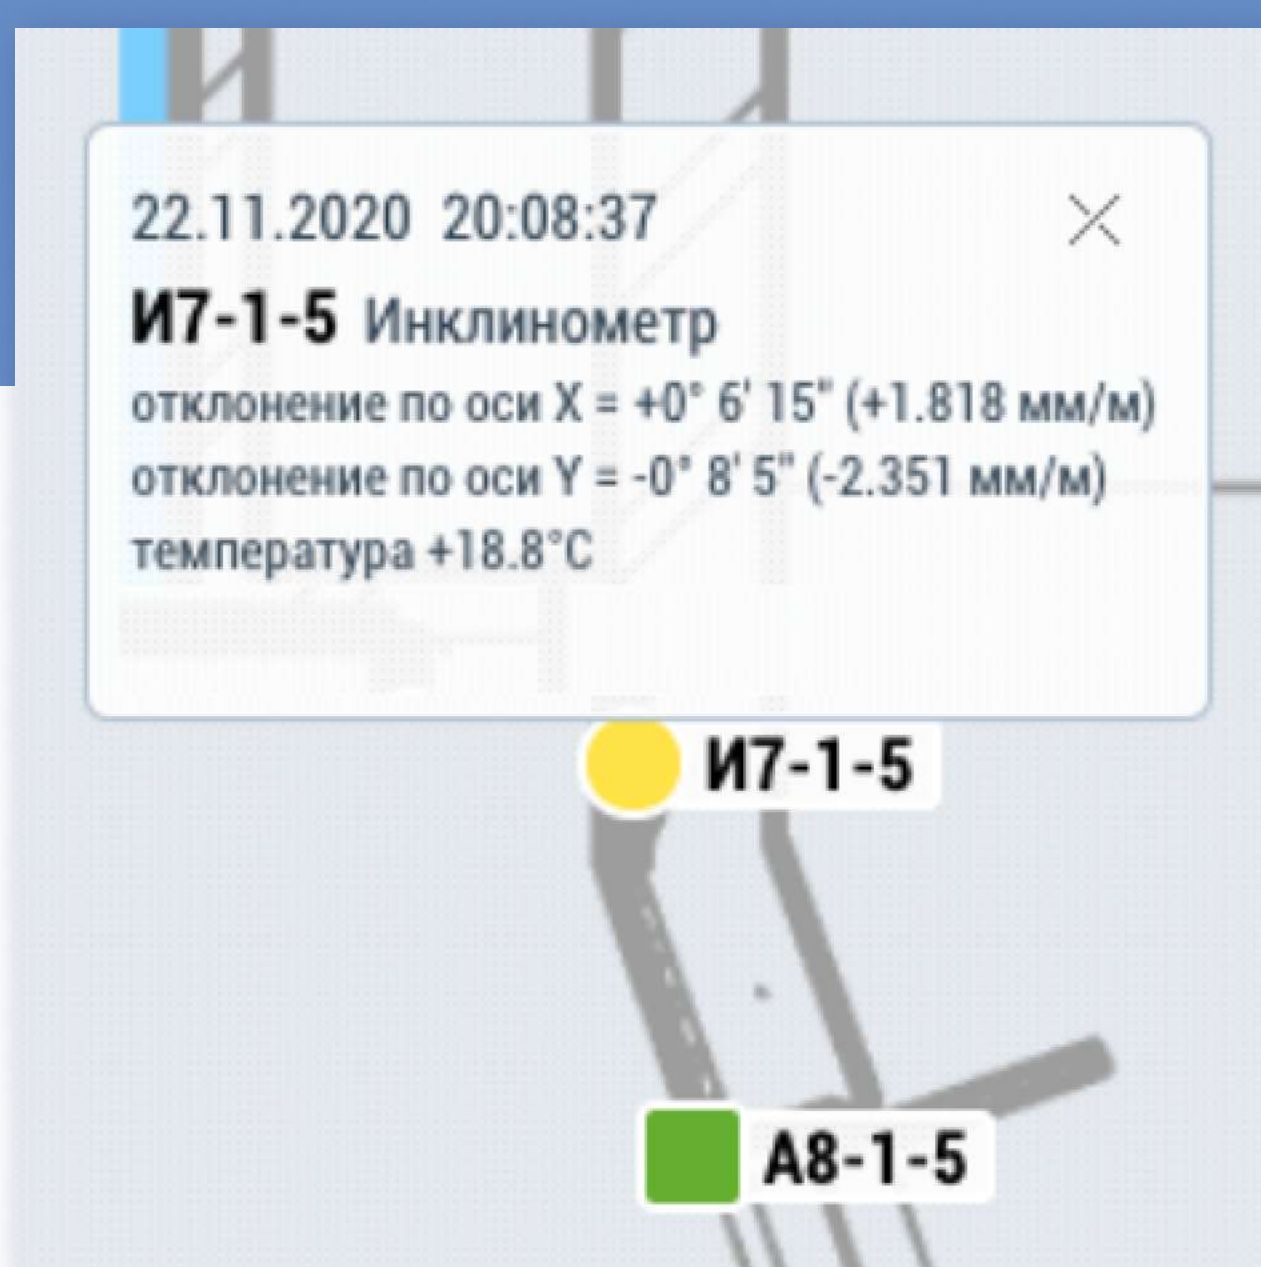 22.11.2020 20:08:37
И7-1-5 Инклинометр
отклонение по оси X = +0° 6' 15" (+1.818 мм/м)
отклонение по оси Y = -0° 8' 5" (-2.351 мм/м)
температура +18.8°C
И7-1-5
А8-1-5